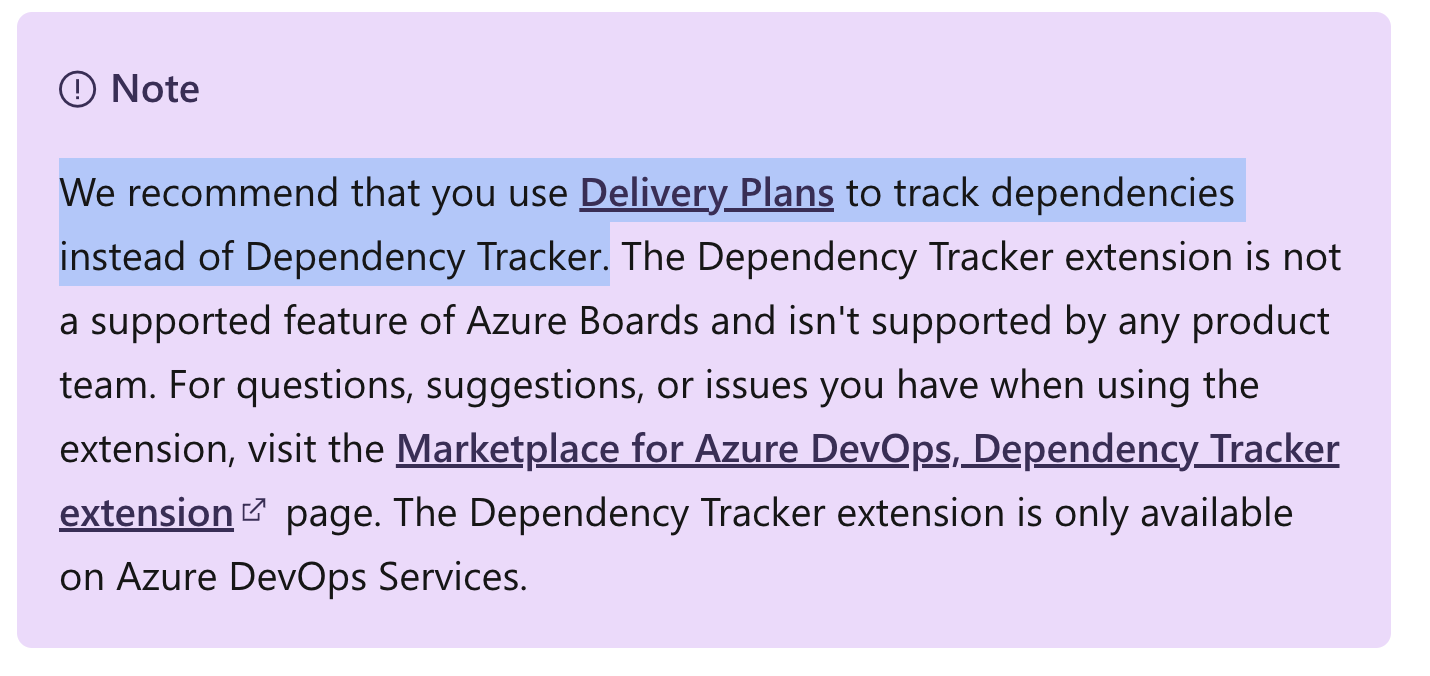 Note
We recommend that you use Delivery Plans to track dependencies
instead of Dependency Tracker. The Dependency Tracker extension is not
a supported feature of Azure Boards and isn't supported by any product
team. For questions, suggestions, or issues you have when using the
extension, visit the Marketplace for Azure DevOps, Dependency Tracker
extension page. The Dependency Tracker extension is only available
on Azure DevOps Services.